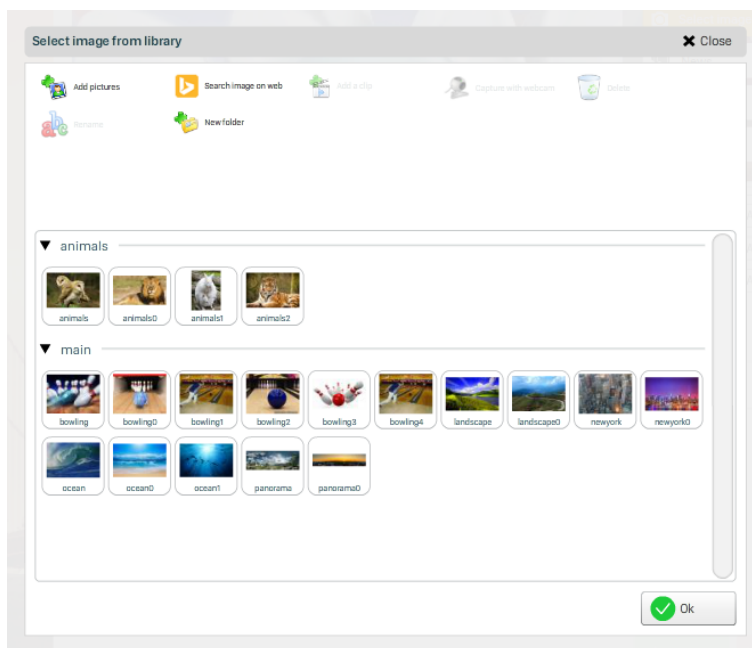 Select image from library
Close
Add pictures
Search image on web
Add a clip
Capture with webcam
Delete
Rename
New folder
animals
animals animals0 animals1 animals2
main
bowling bowling0 bowling1 bowling2 bowling3 bowling4 landscape landscape0 newyork newyork0
ocean ocean0 ocean1 panorama panorama0
Ok